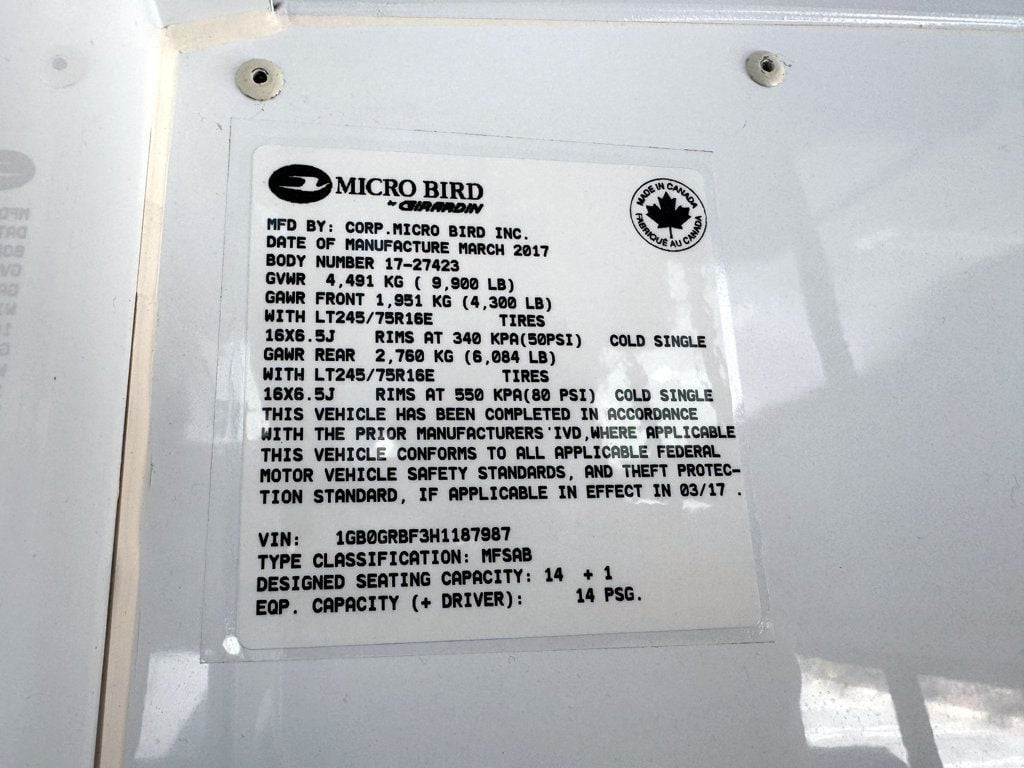 MICRO BIRD
by GIRARDIN
MADE IN CANADA
FABRIQUÉ AU CANADA
MFD BY: CORP.MICRO BIRD INC.
DATE OF MANUFACTURE MARCH 2017
BODY NUMBER 17-27423
GVWR 4,491 KG ( 9,900 LB)
GAWR FRONT 1,951 KG (4,300 LB)
WITH LT245/75R16E TIRES
16X6.5J RIMS AT 340 KPA(50PSI) COLD SINGLE
GAWR REAR 2,760 KG (6,084 LB)
WITH LT245/75R16E TIRES
16X6.5J RIMS AT 550 KPA(80 PSI) COLD SINGLE
THIS VEHICLE HAS BEEN COMPLETED IN ACCORDANCE
WITH THE PRIOR MANUFACTURERS'IVD,WHERE APPLICABLE
THIS VEHICLE CONFORMS TO ALL APPLICABLE FEDERAL
MOTOR VEHICLE SAFETY STANDARDS, AND THEFT PROTEC-
TION STANDARD, IF APPLICABLE IN EFFECT IN 03/17 .
VIN: 1GB0GRBF3H1187987
TYPE CLASSIFICATION: MFSAB
DESIGNED SEATING CAPACITY: 14 + 1
EQP. CAPACITY (+ DRIVER): 14 PSG.